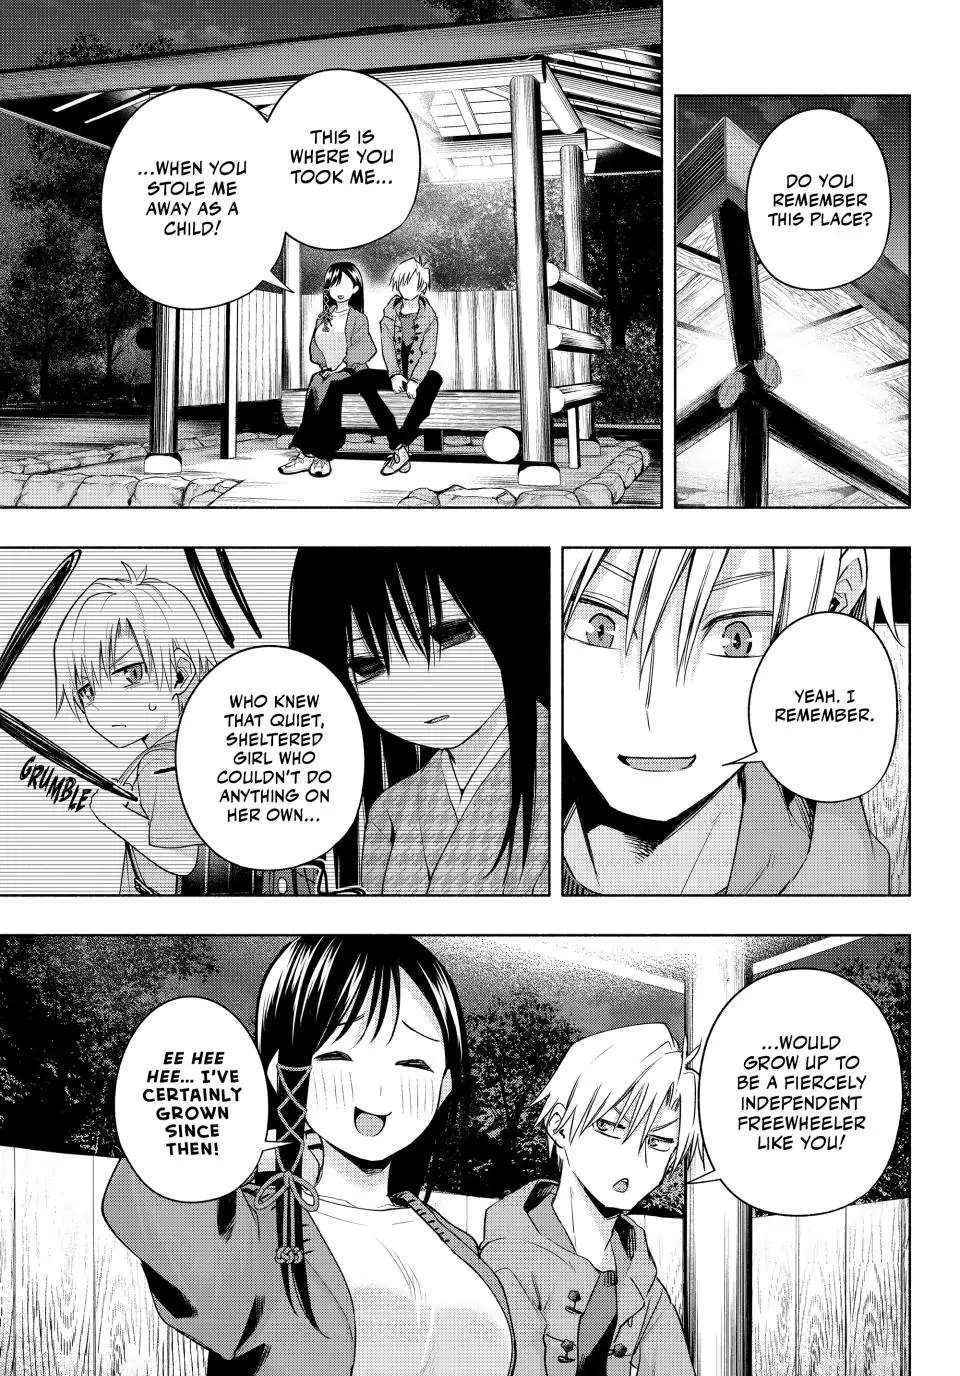 DO YOU
REMEMBER
THIS PLACE?
THIS IS
WHERE YOU
TOOK ME...
...WHEN YOU
STOLE ME
AWAY AS A
CHILD!
YEAH. I
REMEMBER.
WHO KNEW
THAT QUIET,
SHELTERED
GIRL WHO
COULDN'T DO
ANYTHING ON
HER OWN...
GRUMBLE
...WOULD
GROW UP TO
BE A FIERCELY
INDEPENDENT
FREEWHEELER
LIKE YOU!
EE HEE
HEE... I'VE
CERTAINLY
GROWN
SINCE
THEN!